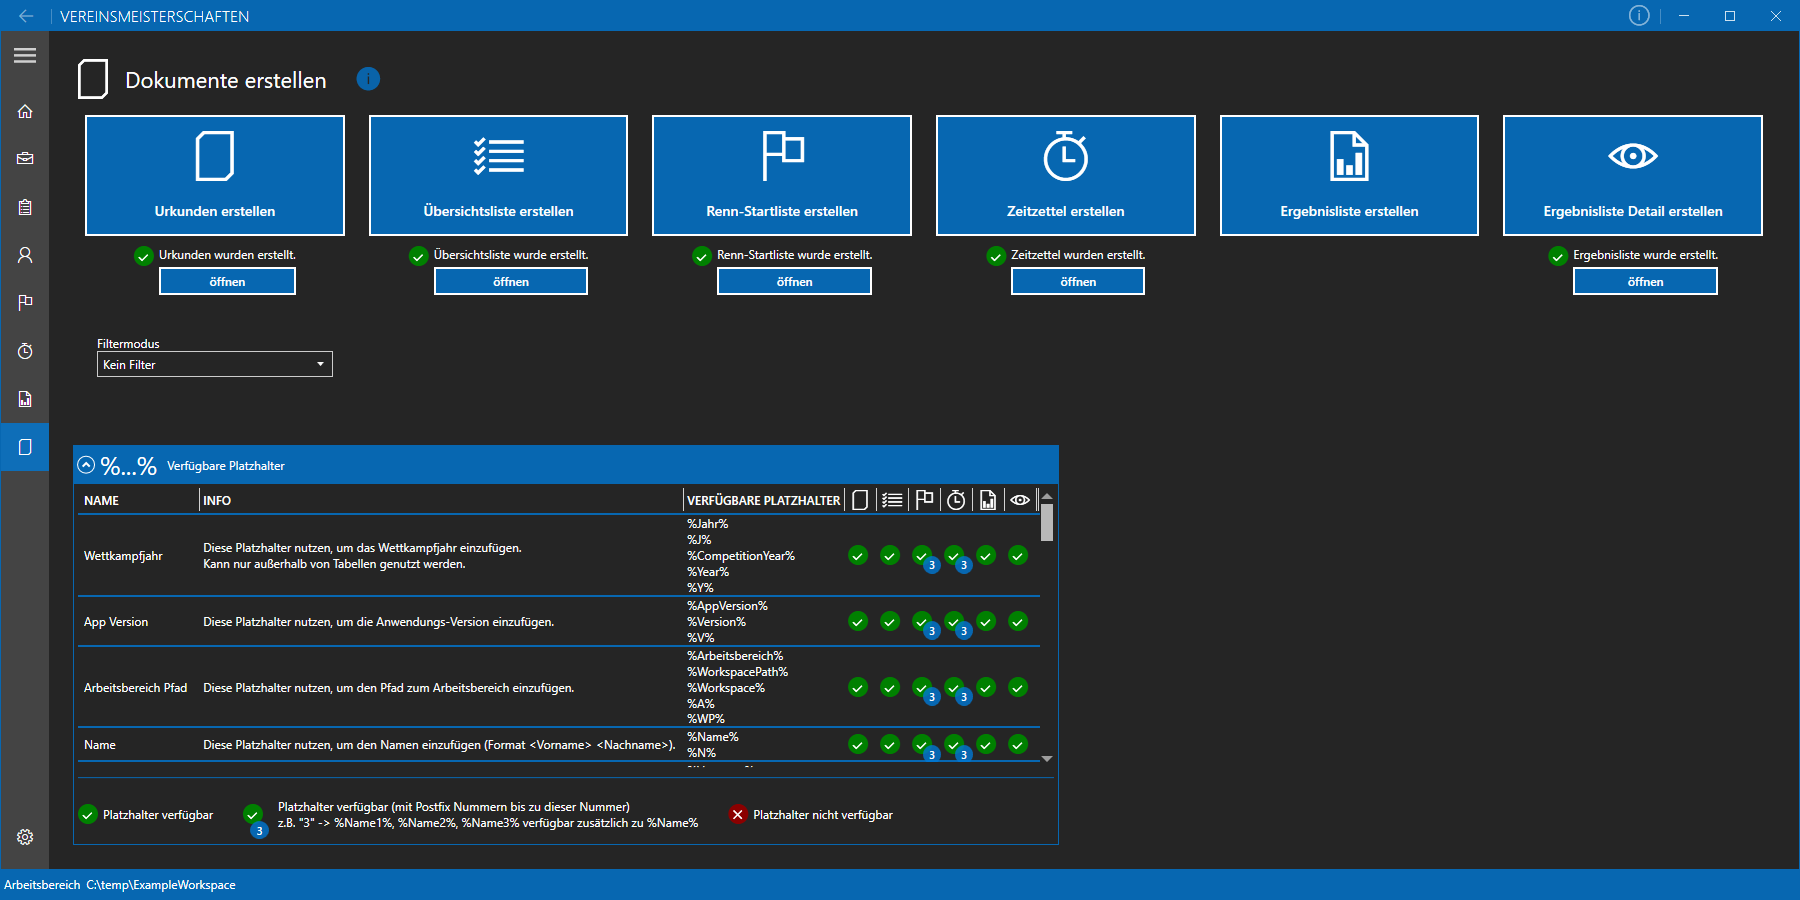 VEREINSMEISTERSCHAFTEN
Dokumente erstellen
Urkunden erstellen
Übersichtsliste erstellen
Renn-Startliste erstellen
Zeitzettel erstellen
Ergebnisliste erstellen
Ergebnisliste Detail erstellen
Urkunden wurden erstellt.
öffnen
Übersichtsliste wurde erstellt.
öffnen
Renn-Startliste wurde erstellt.
öffnen
Zeitzettel wurden erstellt.
öffnen
Ergebnisliste wurde erstellt.
öffnen
Filtermodus
Kein Filter
%...% Verfügbare Platzhalter
NAME INFO VERFÜGBARE PLATZHALTER
Wettkampfjahr
Diese Platzhalter nutzen, um das Wettkampfjahr einzufügen.
Kann nur außerhalb von Tabellen genutzt werden.
%Jahr%
%J%
%CompetitionYear%
%Year%
%Y%
3 3
App Version
Diese Platzhalter nutzen, um die Anwendungs-Version einzufügen.
%AppVersion%
%Version%
%V%
3 3
Arbeitsbereich Pfad
Diese Platzhalter nutzen, um den Pfad zum Arbeitsbereich einzufügen.
%Arbeitsbereich%
%WorkspacePath%
%Workspace%
%A%
%WP%
3 3
Name
Diese Platzhalter nutzen, um den Namen einzufügen (Format <Vorname> <Nachname>).
%Name%
%N%
3 3
Platzhalter verfügbar
3
Platzhalter verfügbar (mit Postfix Nummern bis zu dieser Nummer)
z.B. "3" -> %Name1%, %Name2%, %Name3% verfügbar zusätzlich zu %Name%
Platzhalter nicht verfügbar
Arbeitsbereich C:\temp\ExampleWorkspace